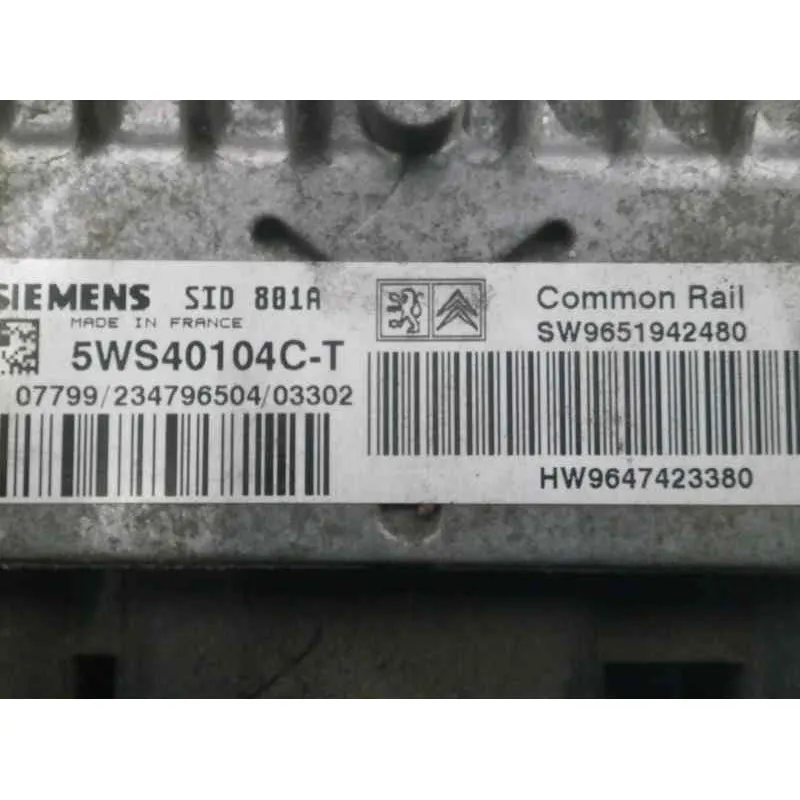 SIEMENS SID 801A
MADE IN FRANCE
5WS40104C-T
07799/234796504/03302
Common Rail
SW9651942480
HW9647423380